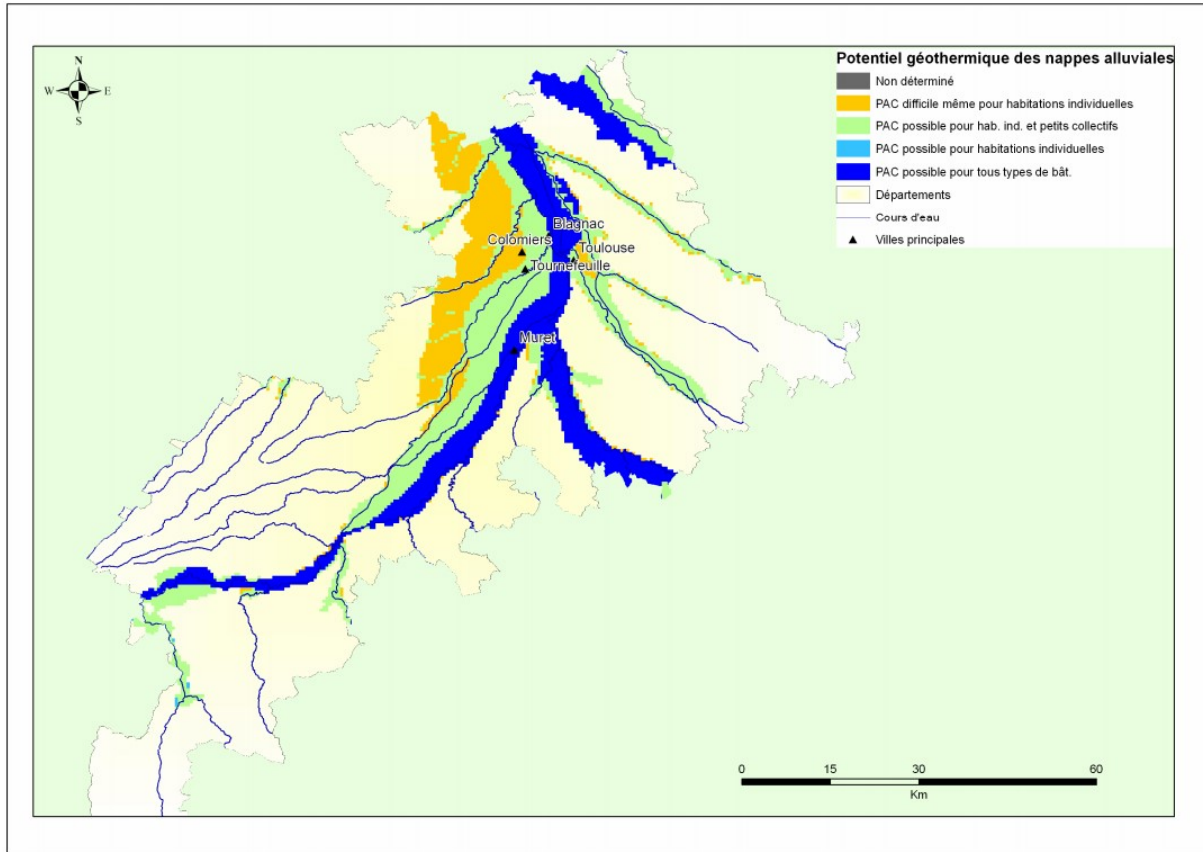 N
W E
S
Potentiel géothermique des nappes alluviales
Non déterminé
PAC difficile même pour habitations individuelles
PAC possible pour hab. ind. et petits collectifs
PAC possible pour habitations individuelles
PAC possible pour tous types de bât.
Départements
Cours d'eau
Villes principales
Blagnac
Colomiers
Toulouse
Tournefeuille
Muret
0 15 30 60
Km